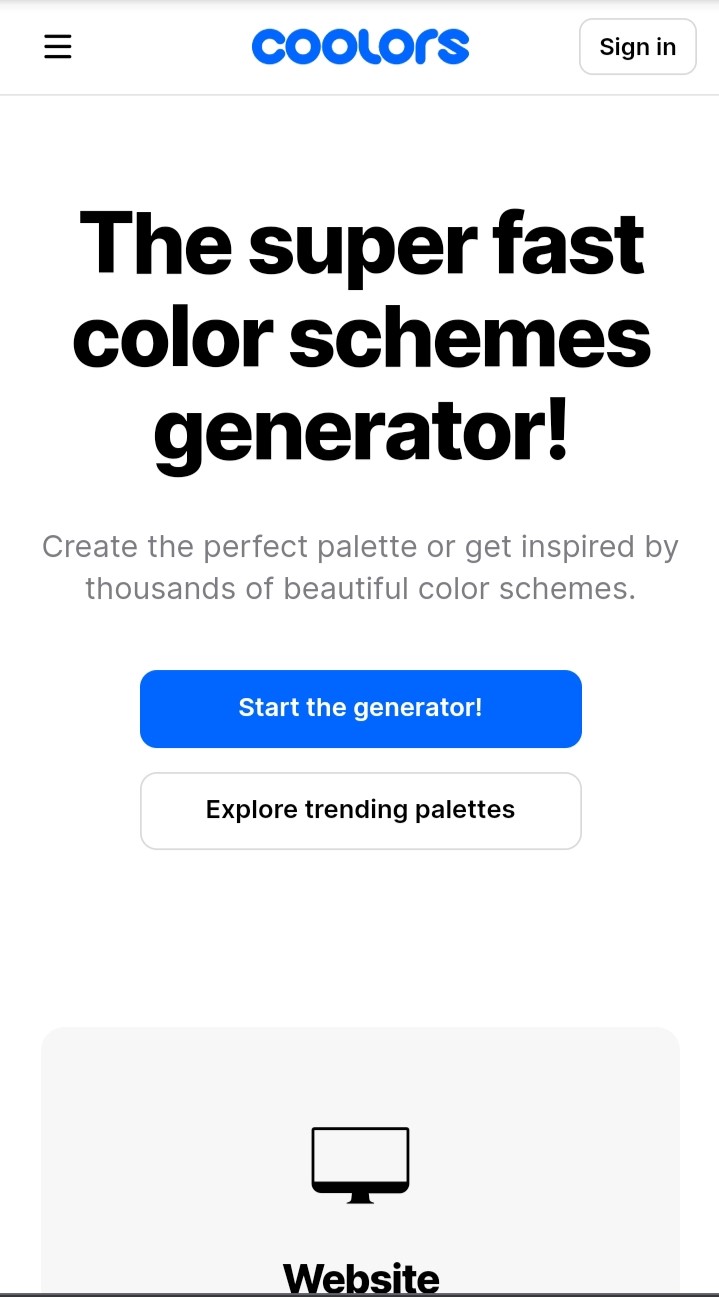 coolors
Sign in
The super fast
color schemes
generator!
Create the perfect palette or get inspired by
thousands of beautiful color schemes.
Start the generator!
Explore trending palettes
Website